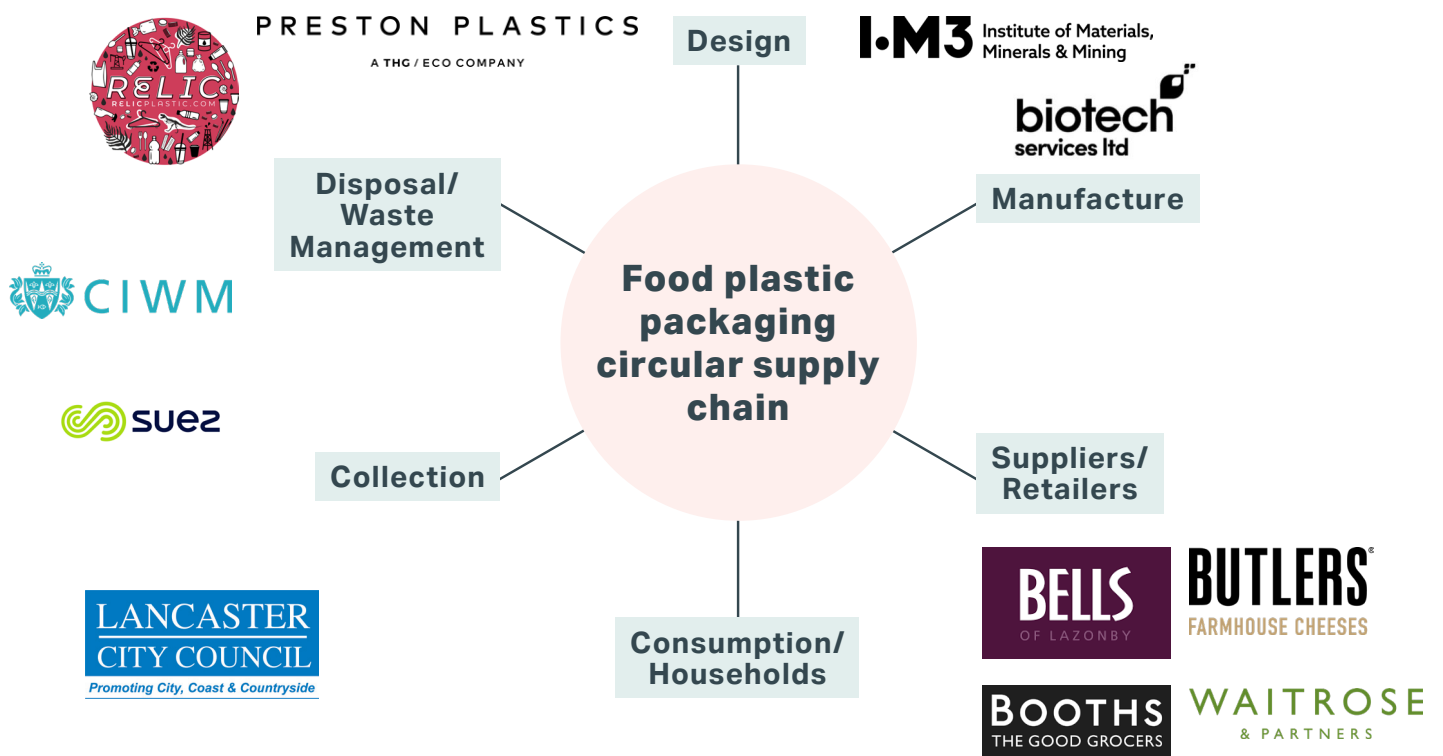 PRESTON PLASTICS
A THG / ECO COMPANY
Design
I•M3 Institute of Materials,
Minerals & Mining
RELIC
RELICPLASTIC.COM
biotech
services ltd
Disposal/
Waste
Management
Manufacture
Food plastic
packaging
circular supply
chain
CIWM
suez
Collection
Suppliers/
Retailers
LANCASTER
CITY COUNCIL
Promoting City, Coast & Countryside
Consumption/
Households
BELLS
OF LAZONBY
BUTLERS
FARMHOUSE CHEESES
BOOTHS
THE GOOD GROCERS
WAITROSE
& PARTNERS